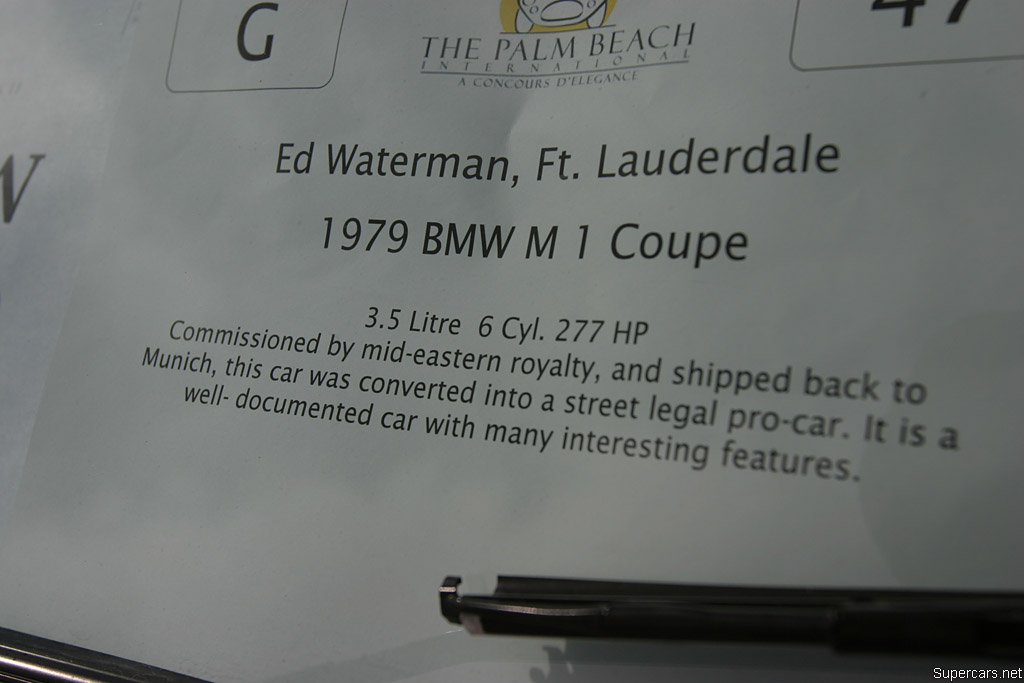 G
47
THE PALM BEACH
INTERNATIONAL
A CONCOURS D'ELEGANCE
W
Ed Waterman, Ft. Lauderdale
1979 BMW M 1 Coupe
3.5 Litre 6 Cyl. 277 HP
Commissioned by mid-eastern royalty, and shipped back to
Munich, this car was converted into a street legal pro-car. It is a
well- documented car with many interesting features.
Supercars.net